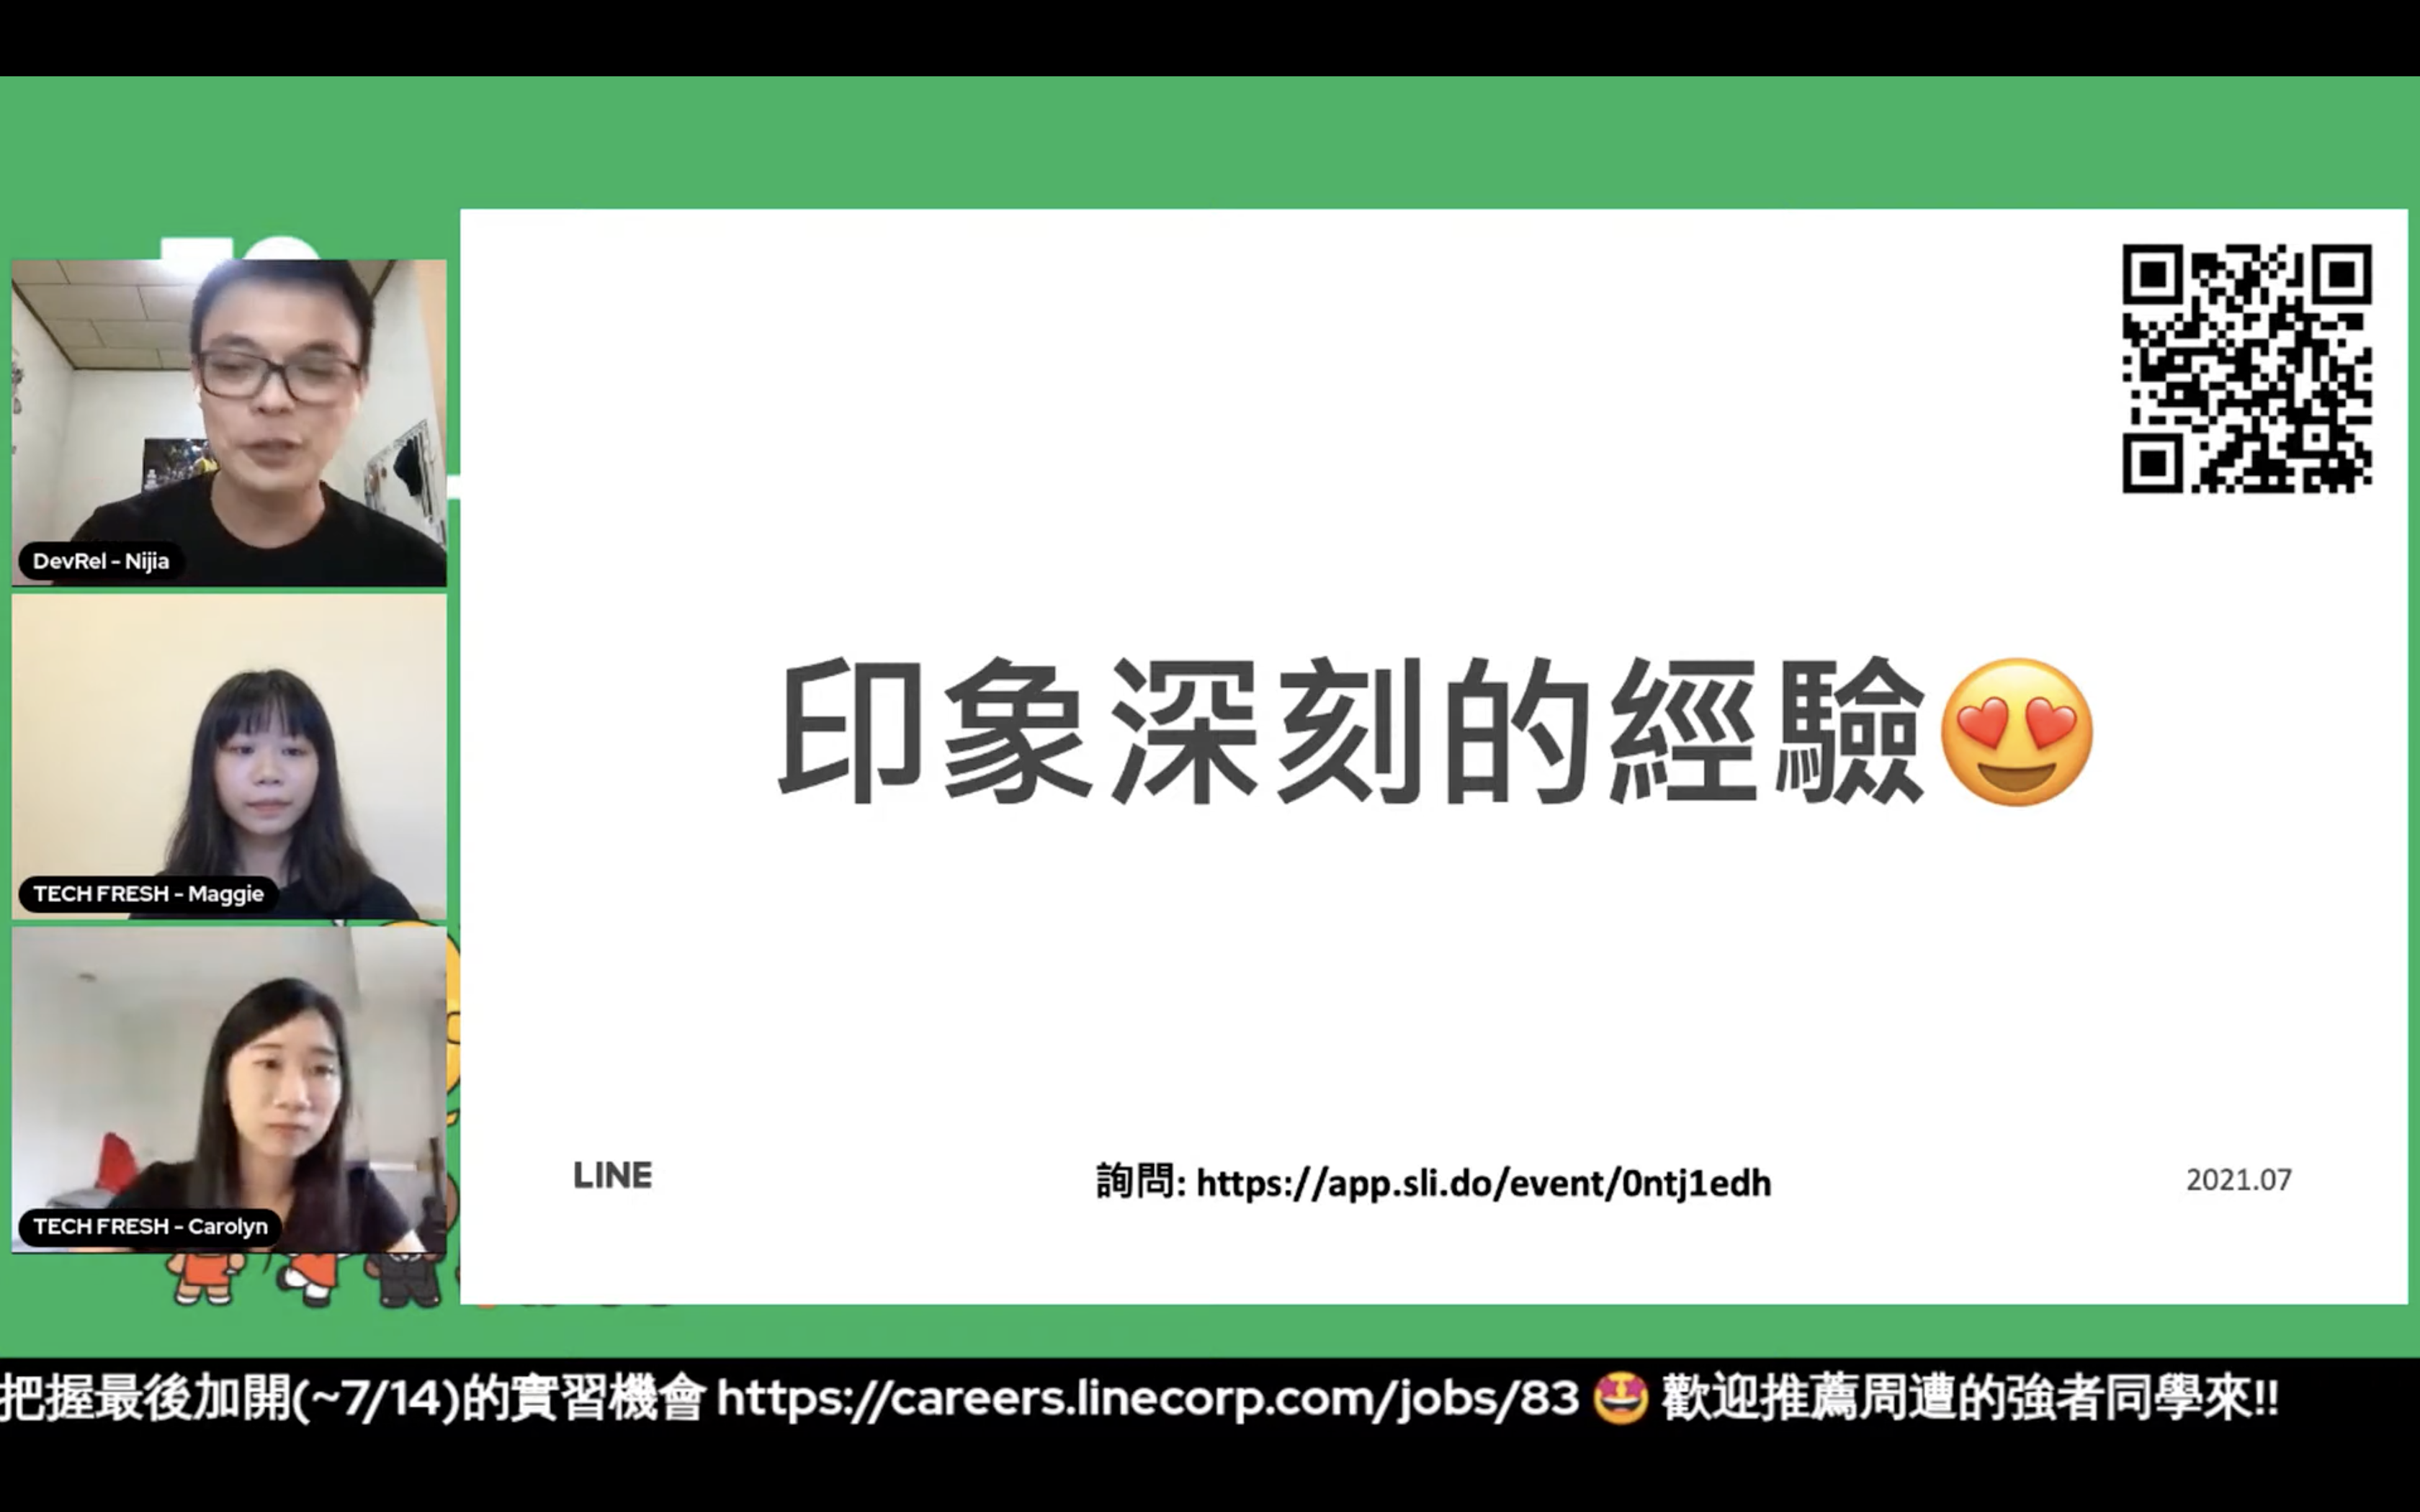 DevRel - Nijia
TECH FRESH - Maggie
TECH FRESH - Carolyn
印象深刻的經驗😍
LINE
詢問: https://app.sli.do/event/0ntj1edh
2021.07
把握最後加開(~7/14)的實習機會 https://careers.linecorp.com/jobs/83 🤩 歡迎推薦周遭的強者同學來!!